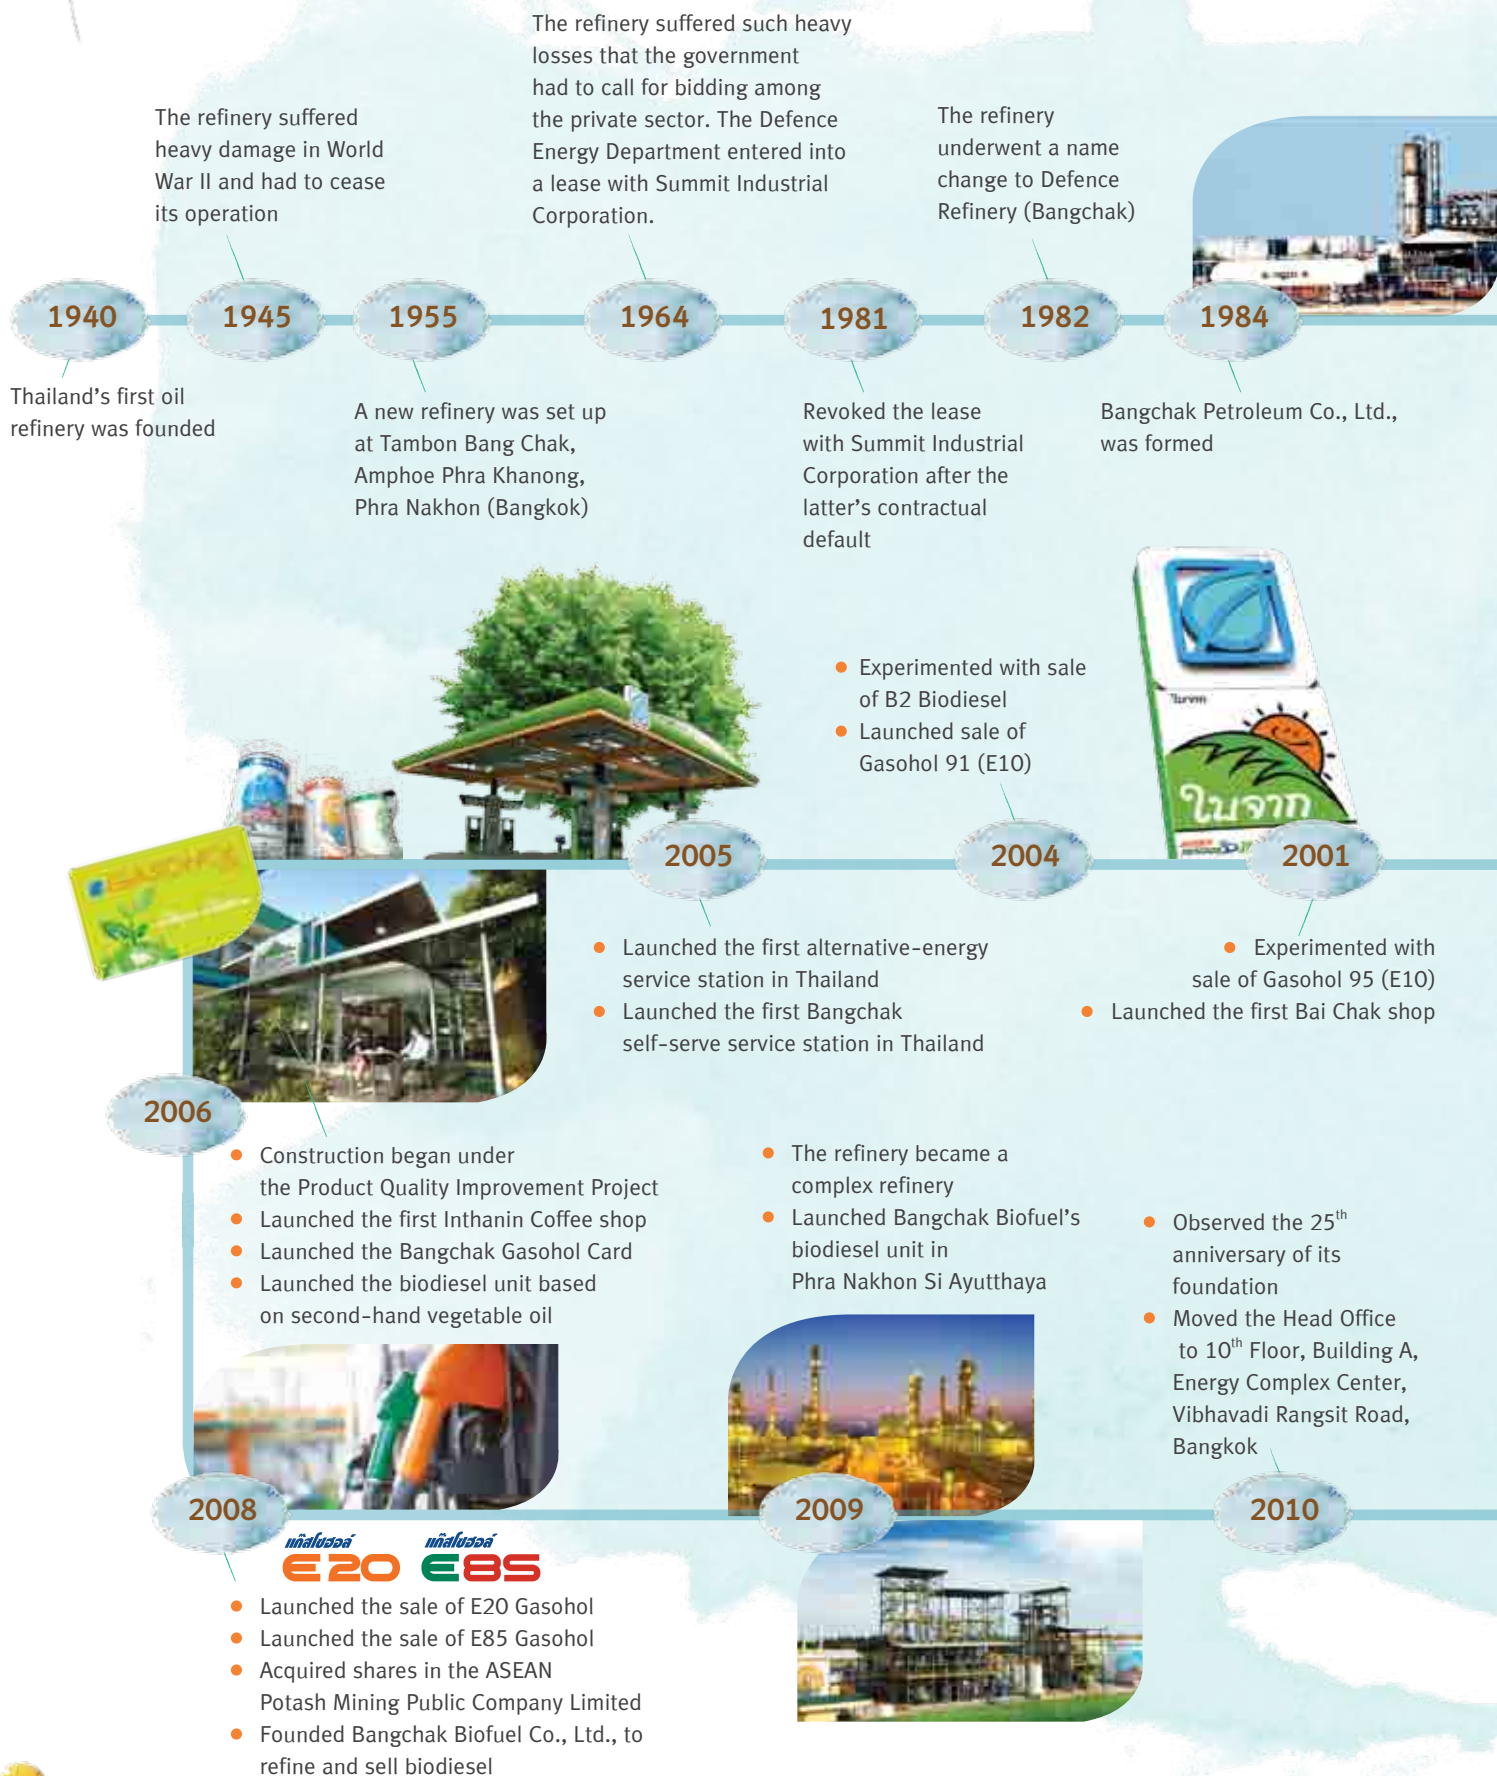 The refinery suffered such heavy
losses that the government
had to call for bidding among
the private sector. The Defence
Energy Department entered into
a lease with Summit Industrial
Corporation.
The refinery suffered
heavy damage in World
War II and had to cease
its operation
The refinery
underwent a name
change to Defence
Refinery (Bangchak)
1940
1945
1955
1964
1981
1982
1984
Thailand’s first oil
refinery was founded
A new refinery was set up
at Tambon Bang Chak,
Amphoe Phra Khanong,
Phra Nakhon (Bangkok)
Revoked the lease
with Summit Industrial
Corporation after the
latter’s contractual
default
Bangchak Petroleum Co., Ltd.,
was formed
• Experimented with sale
of B2 Biodiesel
• Launched sale of
Gasohol 91 (E10)
ใบจาก
ใบจาก
2005
2004
2001
GASOHOL
• Launched the first alternative-energy
service station in Thailand
• Launched the first Bangchak
self-serve service station in Thailand
• Experimented with
sale of Gasohol 95 (E10)
• Launched the first Bai Chak shop
2006
• Construction began under
the Product Quality Improvement Project
• Launched the first Inthanin Coffee shop
• Launched the Bangchak Gasohol Card
• Launched the biodiesel unit based
on second-hand vegetable oil
• The refinery became a
complex refinery
• Launched Bangchak Biofuel’s
biodiesel unit in
Phra Nakhon Si Ayutthaya
• Observed the 25th
anniversary of its
foundation
• Moved the Head Office
to 10th Floor, Building A,
Energy Complex Center,
Vibhavadi Rangsit Road,
Bangkok
2008
2009
2010
แก๊สโซฮอล์
E20
แก๊สโซฮอล์
E85
• Launched the sale of E20 Gasohol
• Launched the sale of E85 Gasohol
• Acquired shares in the ASEAN
Potash Mining Public Company Limited
• Founded Bangchak Biofuel Co., Ltd., to
refine and sell biodiesel